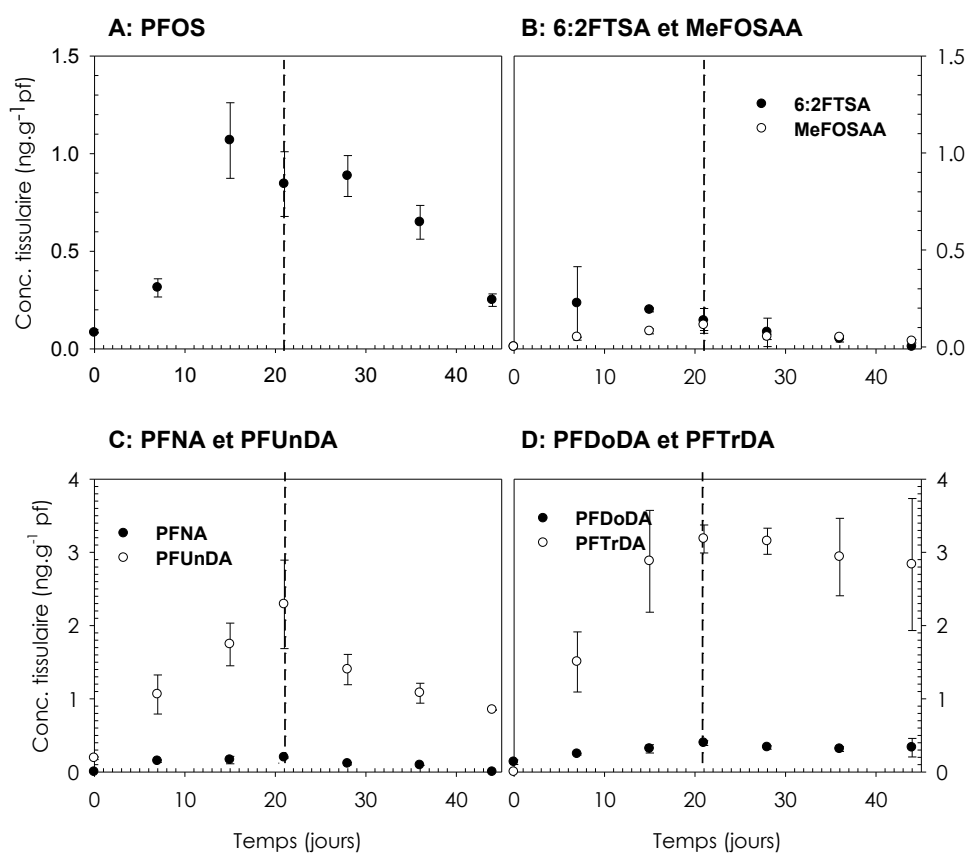 A: PFOS
B: 6:2FTSA et MeFOSAA
Conc. tissulaire (ng.g⁻¹ pf)
1.5
1.0
0.5
0.0
0 10 20 30 40
6:2FTSA
MeFOSAA
1.5
1.0
0.5
0.0
0 10 20 30 40
C: PFNA et PFUnDA
D: PFDoDA et PFTrDA
Conc. tissulaire (ng.g⁻¹ pf)
4
3
2
1
0
PFNA
PFUnDA
0 10 20 30 40
Temps (jours)
PFDoDA
PFTrDA
4
3
2
1
0
0 10 20 30 40
Temps (jours)